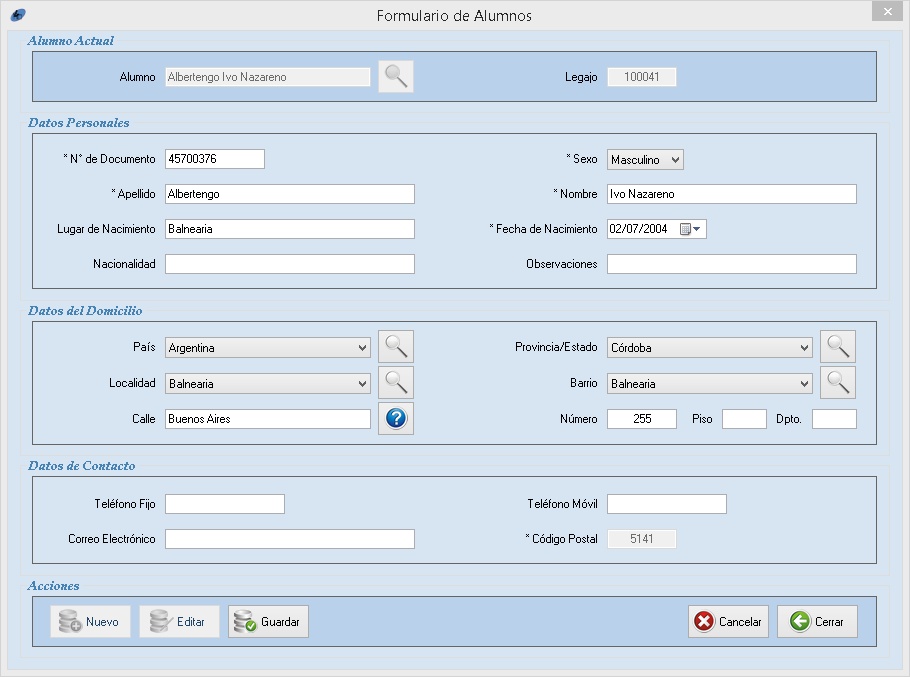 Formulario de Alumnos
Alumno Actual
Alumno Albertengo Ivo Nazareno Legajo 100041
Datos Personales
* N° de Documento 45700376 * Sexo Masculino
* Apellido Albertengo * Nombre Ivo Nazareno
Lugar de Nacimiento Balnearia * Fecha de Nacimiento 02/07/2004
Nacionalidad Observaciones
Datos del Domicilio
País Argentina Provincia/Estado Córdoba
Localidad Balnearia Barrio Balnearia
Calle Buenos Aires ? Número 255 Piso Dpto.
Datos de Contacto
Teléfono Fijo Teléfono Móvil
Correo Electrónico * Código Postal 5141
Acciones
Nuevo Editar Guardar Cancelar Cerrar